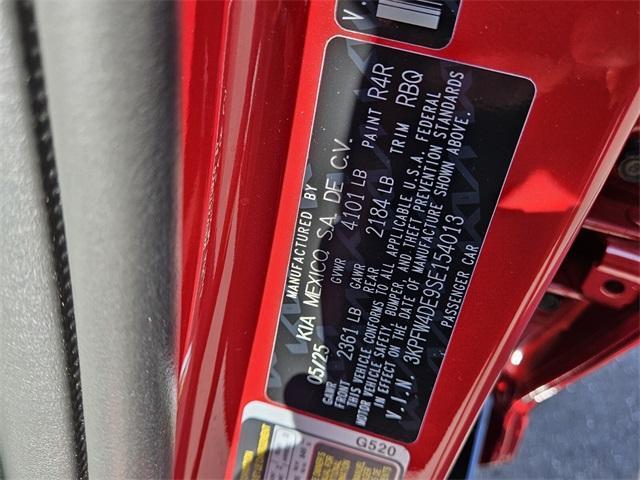 V.
MANUFACTURED BY
05/25 KIA MEXICO, S.A. DE C.V.
GVWR 4101 LB PAINT R4R
GAWR FRONT 2361 LB GAWR REAR 2184 LB TRIM RBQ
THIS VEHICLE CONFORMS TO ALL APPLICABLE U.S.A. FEDERAL
MOTOR VEHICLE SAFETY, BUMPER, AND THEFT PREVENTION STANDARDS
IN EFFECT ON THE DATE OF MANUFACTURE SHOWN ABOVE.
V.I.N. 3KPFW4DE9SE154013
PASSENGER CAR
G520